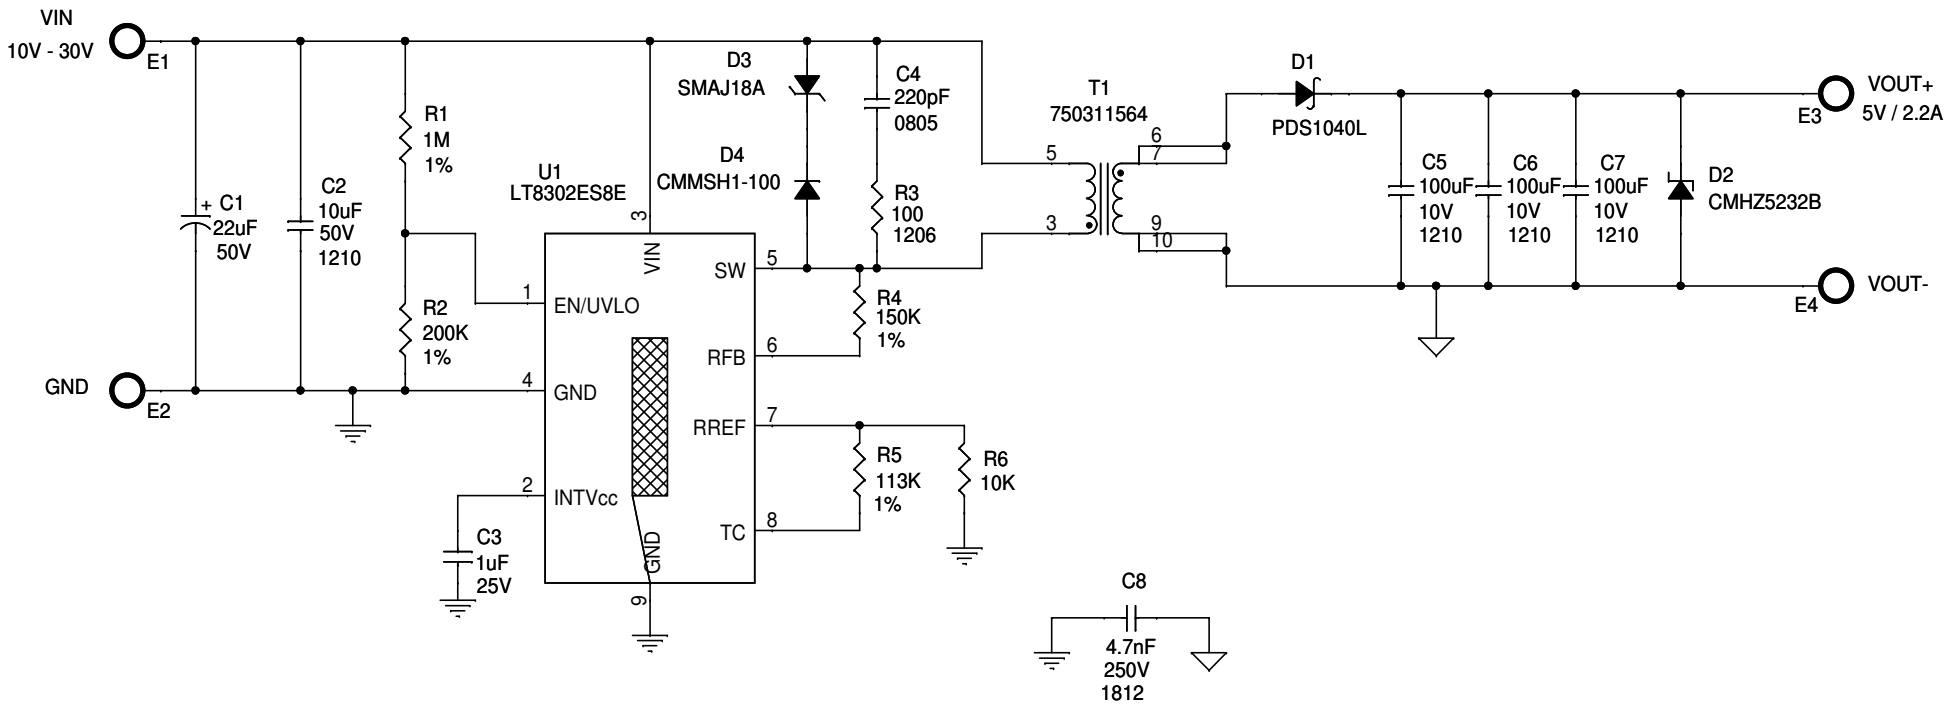 VIN
10V - 30V
E1
GND
E2
+ C1
22uF
50V
C2
10uF
50V
1210
R1
1M
1%
R2
200K
1%
U1
LT8302ES8E
3
VIN
1
EN/UVLO
4
GND
2
INTVcc
C3
1uF
25V
GND
9
SW
5
RFB
6
RREF
7
TC
8
D3
SMAJ18A
D4
CMMSH1-100
C4
220pF
0805
R3
100
1206
R4
150K
1%
R5
113K
1%
R6
10K
T1
750311564
5
3
6
7
9
10
D1
PDS1040L
C5
100uF
10V
1210
C6
100uF
10V
1210
C7
100uF
10V
1210
D2
CMHZ5232B
E3
VOUT+
5V / 2.2A
E4
VOUT-
C8
4.7nF
250V
1812